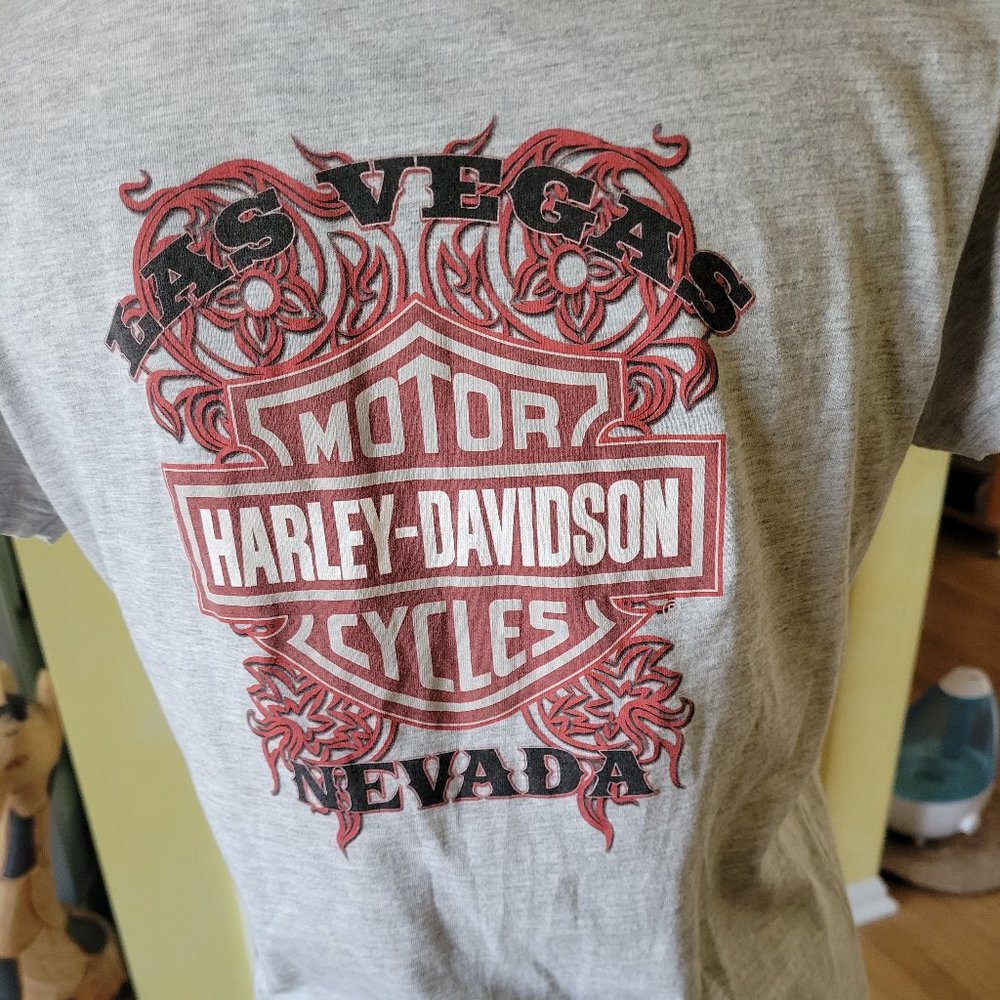 LAS VEGAS
MOTOR
HARLEY-DAVIDSON
CYCLES
NEVADA